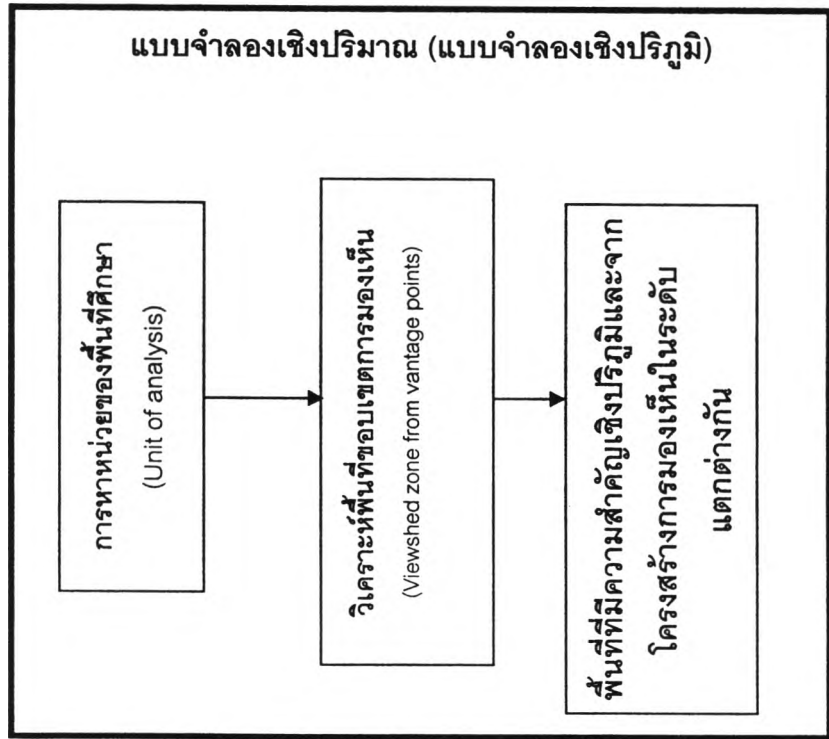 แบบจำลองเชิงปริมาณ (แบบจำลองเชิงปริภูมิ)
การหาหน่วยของพื้นที่ศึกษา
(Unit of analysis)
วิเคราะห์พื้นที่ขอบเขตการมองเห็น
(Viewshed zone from vantage points)
พื้นที่ที่มีความสำคัญเชิงปริภูมิและจาก
โครงสร้างการมองเห็นในระดับ
แตกต่างกัน